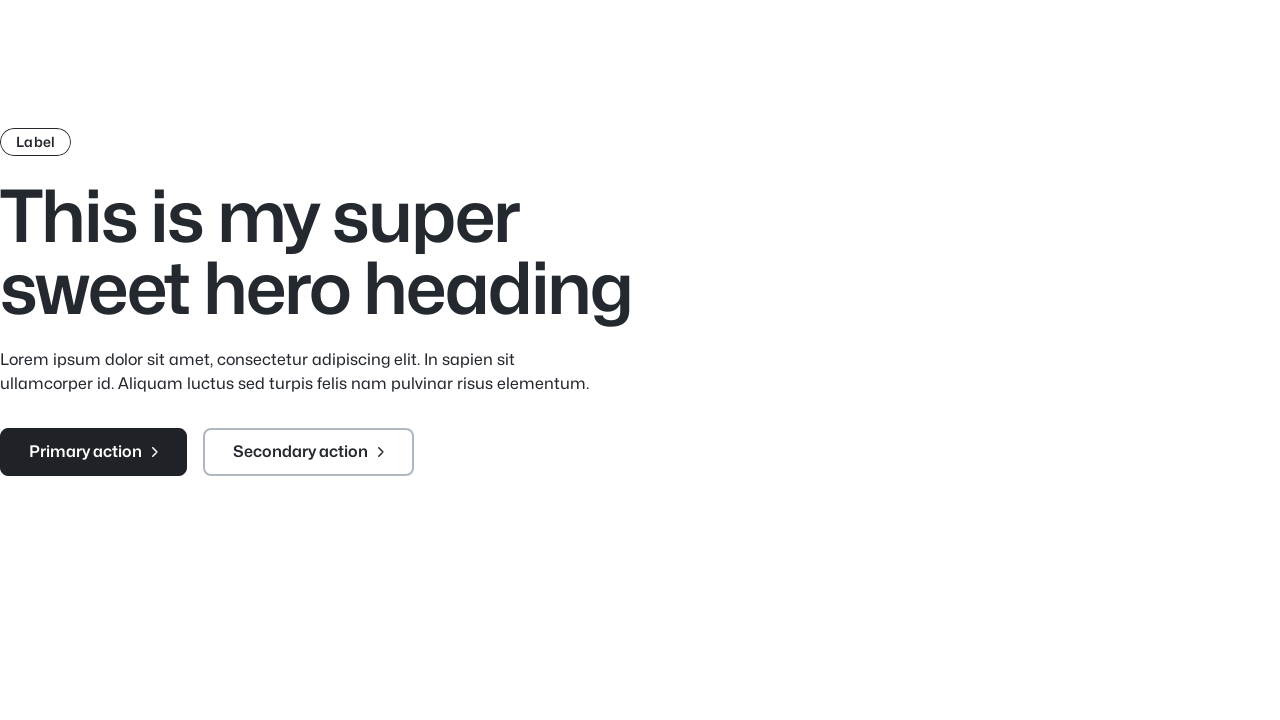 Label
This is my super
sweet hero heading
Lorem ipsum dolor sit amet, consectetur adipiscing elit. In sapien sit
ullamcorper id. Aliquam luctus sed turpis felis nam pulvinar risus elementum.
Primary action
Secondary action